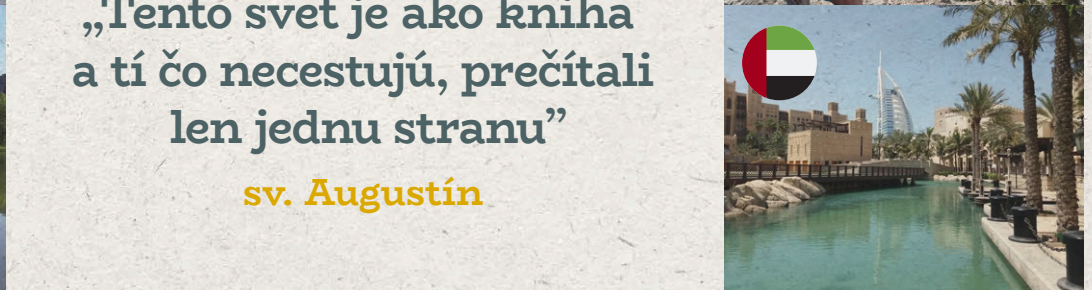 „Tento svet je ako kniha
a tí čo necestujú, prečítali
len jednu stranu”
sv. Augustín